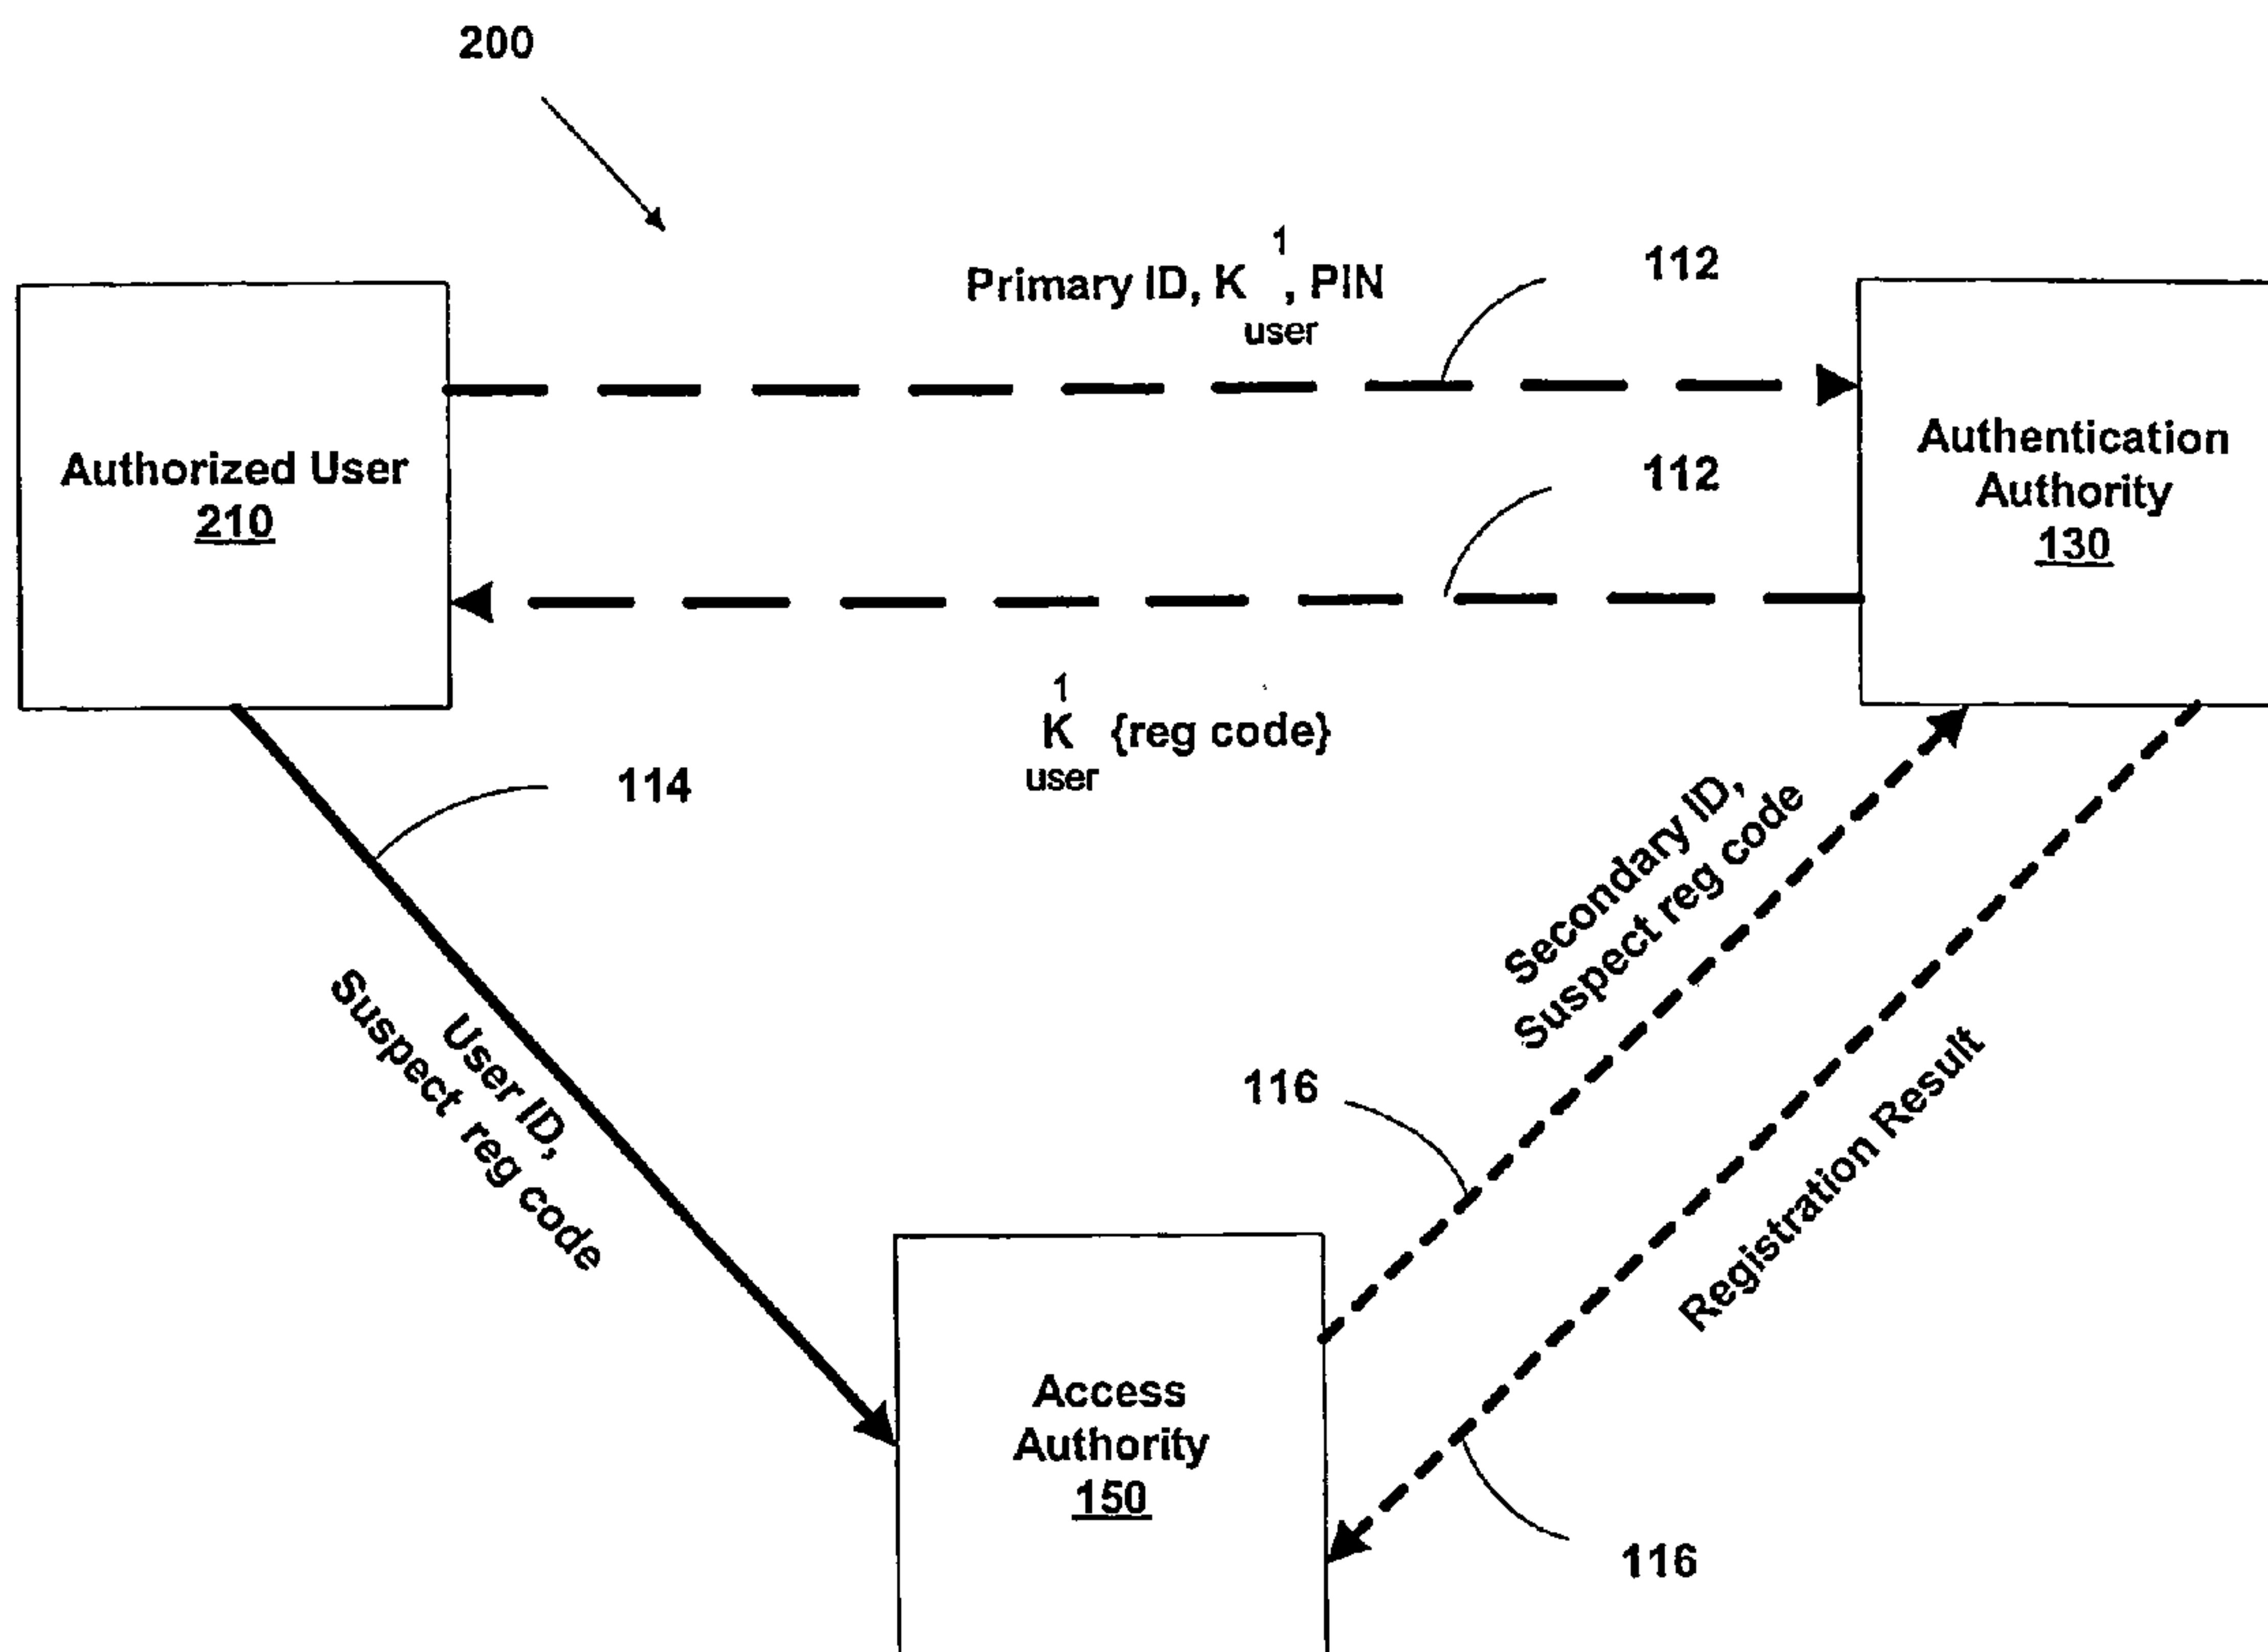 200
1
Primary ID, K , PIN
user
112
Authorized User
210
Authentication
Authority
130
112
1
K {reg code}
user
114
User ID,
suspect reg code
Secondary ID,
Suspect reg code
116
Registration Result
Access
Authority
150
116